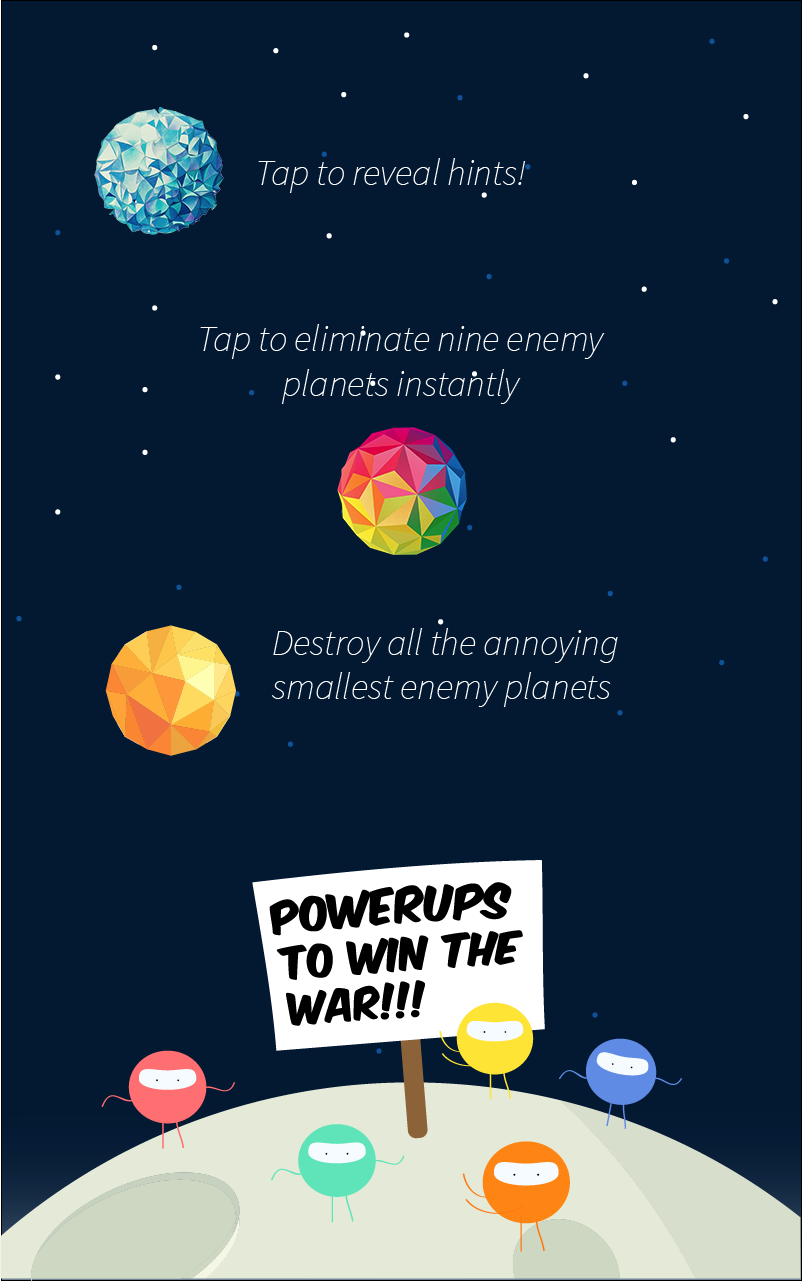 Tap to reveal hints!
Tap to eliminate nine enemy
planets instantly
Destroy all the annoying
smallest enemy planets
POWERUPS
TO WIN THE
WAR!!!